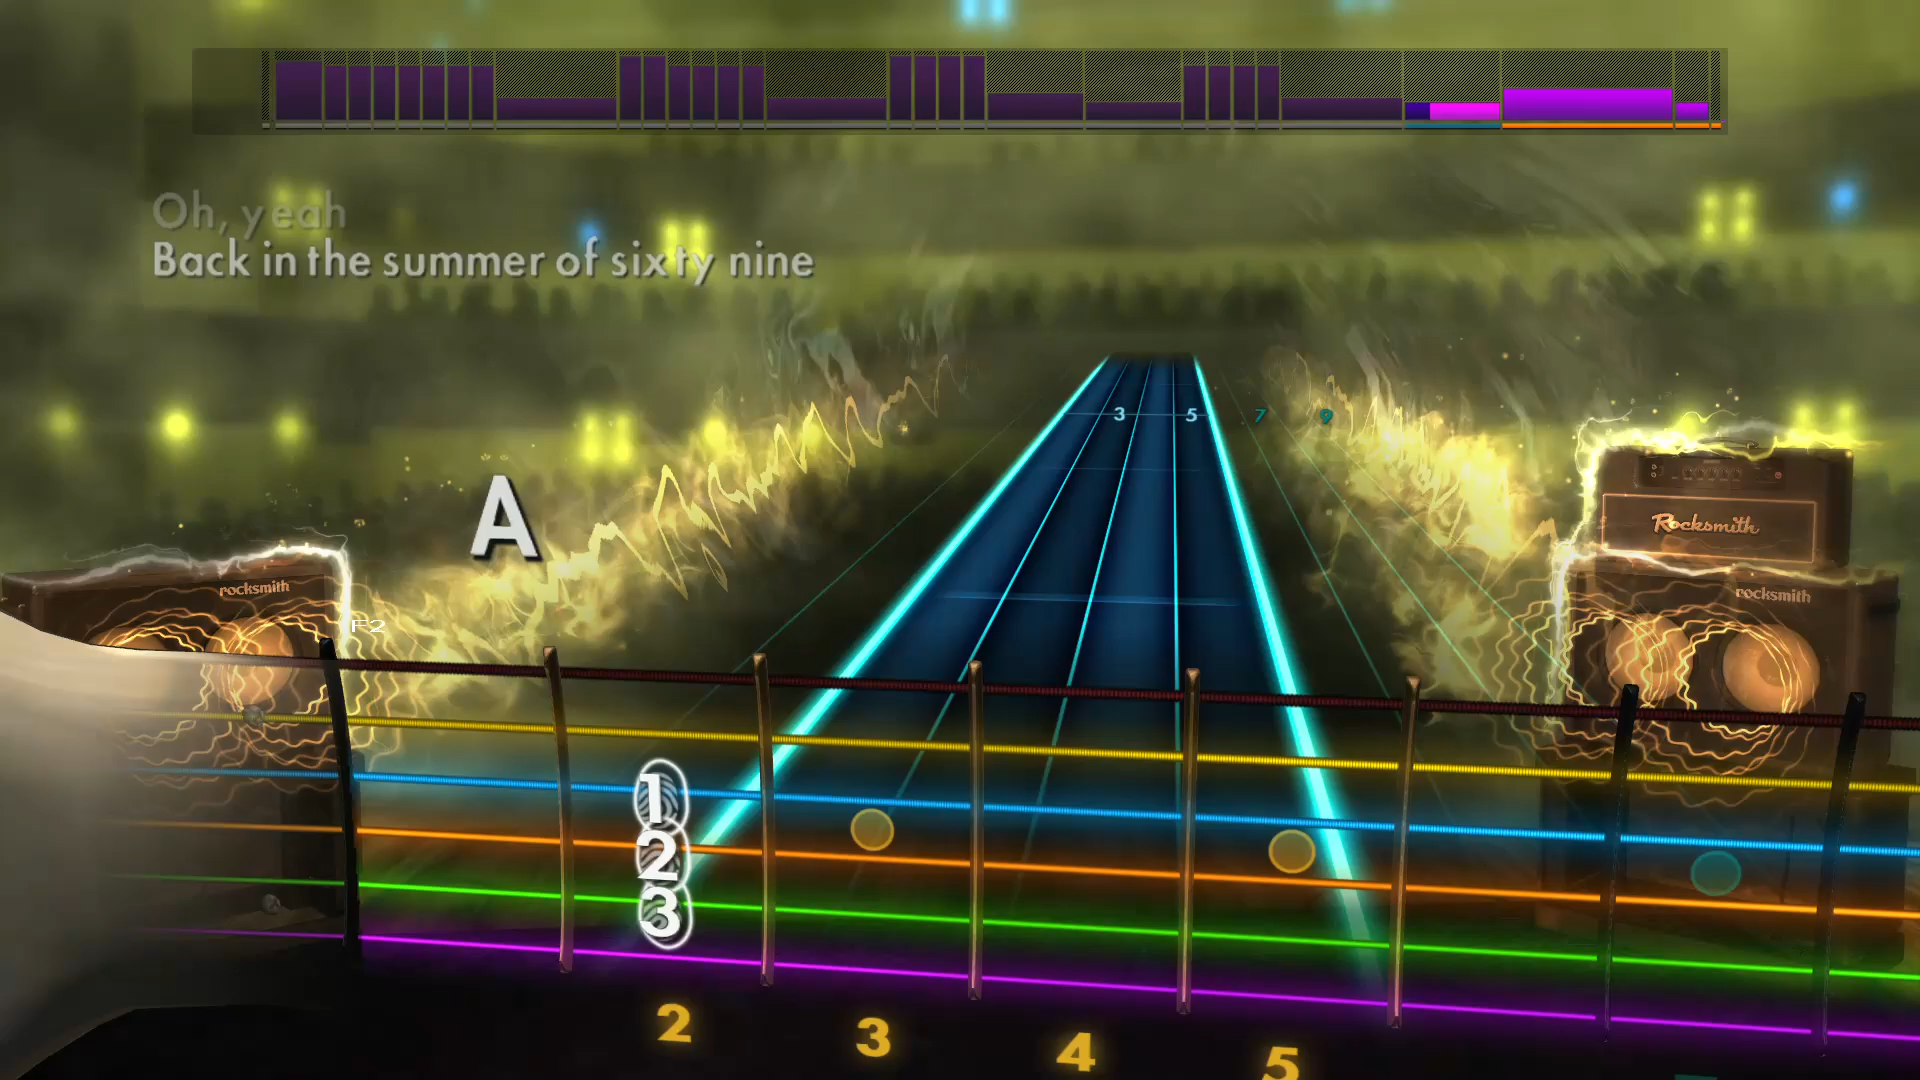 Oh, yeah
Back in the summer of sixty nine
3 5 7 9
A
Rocksmith
rocksmith
rocksmith
F2
1
2
3
2 3 4 5